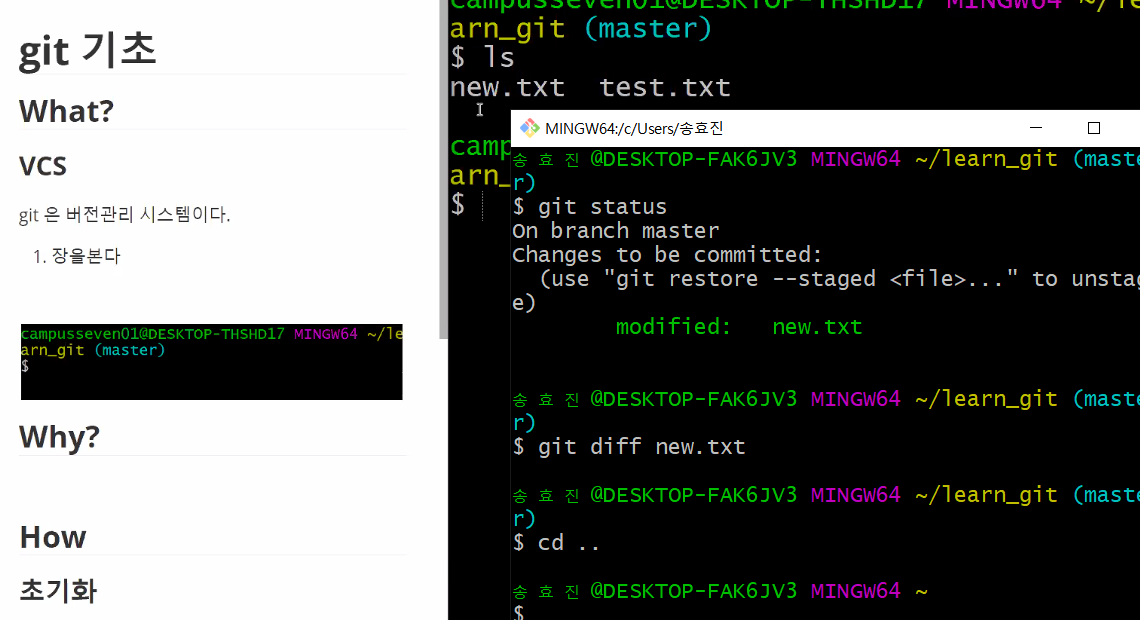 git 기초
What?
VCS
git 은 버전관리 시스템이다.
1. 장을본다
campusseven01@DESKTOP-THSHD17 MINGW64 ~/le
arn_git (master)
$
Why?
How
초기화
campusseven01@DESKTOP-THSHD17 MINGW64 ~/le
arn_git (master)
$ ls
new.txt test.txt
camp
arn_
$
MINGW64:/c/Users/송효진
송효진@DESKTOP-FAK6JV3 MINGW64 ~/learn_git (maste
r)
$ git status
On branch master
Changes to be committed:
(use "git restore --staged <file>..." to unstag
e)
modified: new.txt
송효진@DESKTOP-FAK6JV3 MINGW64 ~/learn_git (maste
r)
$ git diff new.txt
송효진@DESKTOP-FAK6JV3 MINGW64 ~/learn_git (maste
r)
$ cd ..
송효진@DESKTOP-FAK6JV3 MINGW64 ~
$